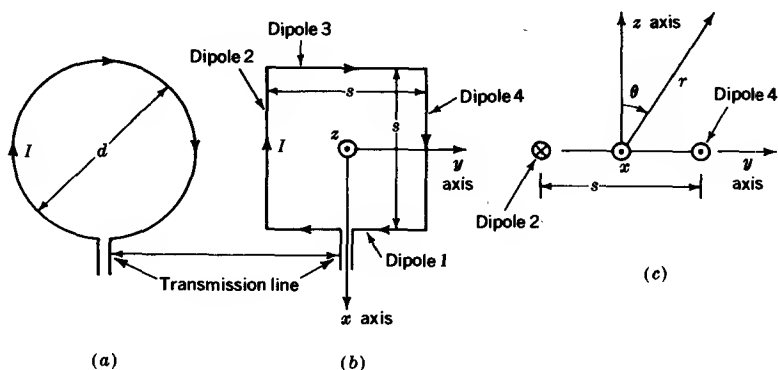 Dipole 3
Dipole 2
s
Dipole 4
I
d
z
I
s
y
axis
Transmission line
Dipole 1
x axis
(a)
(b)
z axis
θ
r
Dipole 4
x
y
axis
s
Dipole 2
(c)